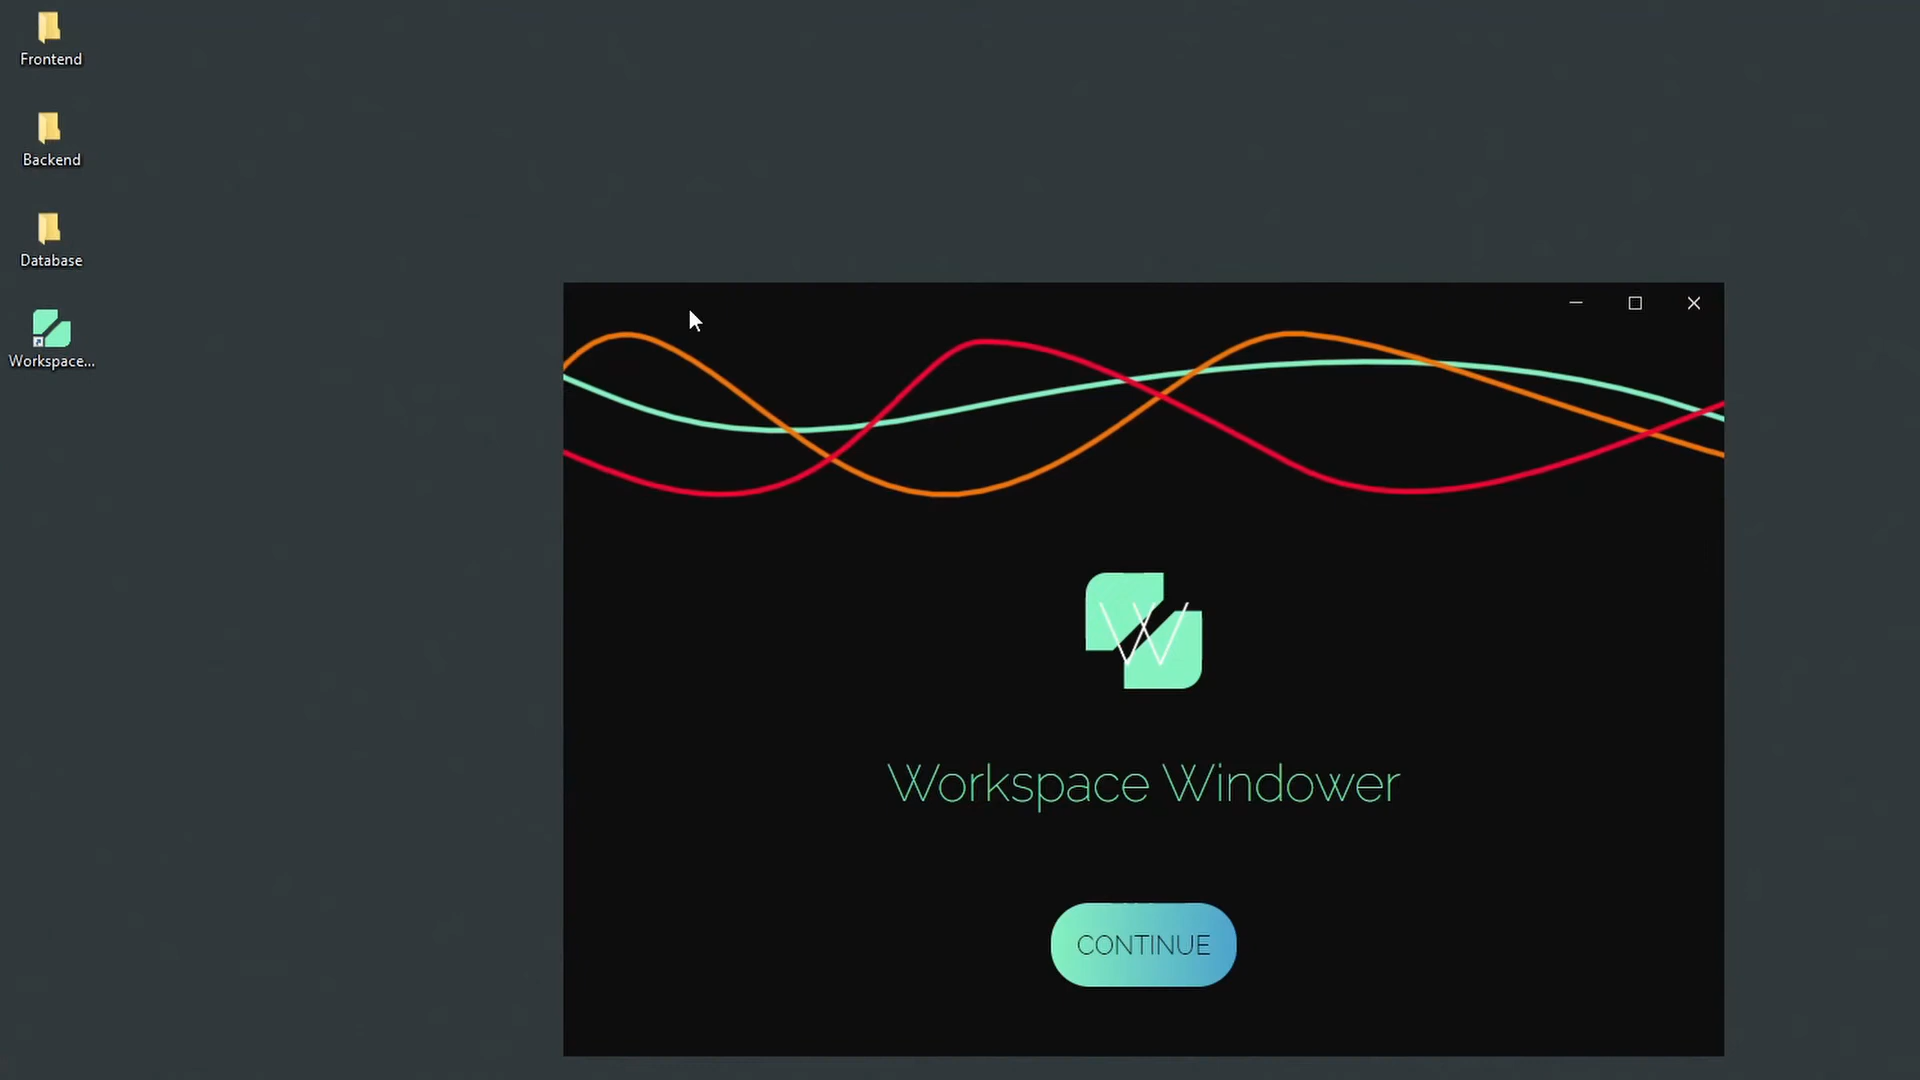 Frontend
Backend
Database
Workspace...
W
Workspace Windower
CONTINUE